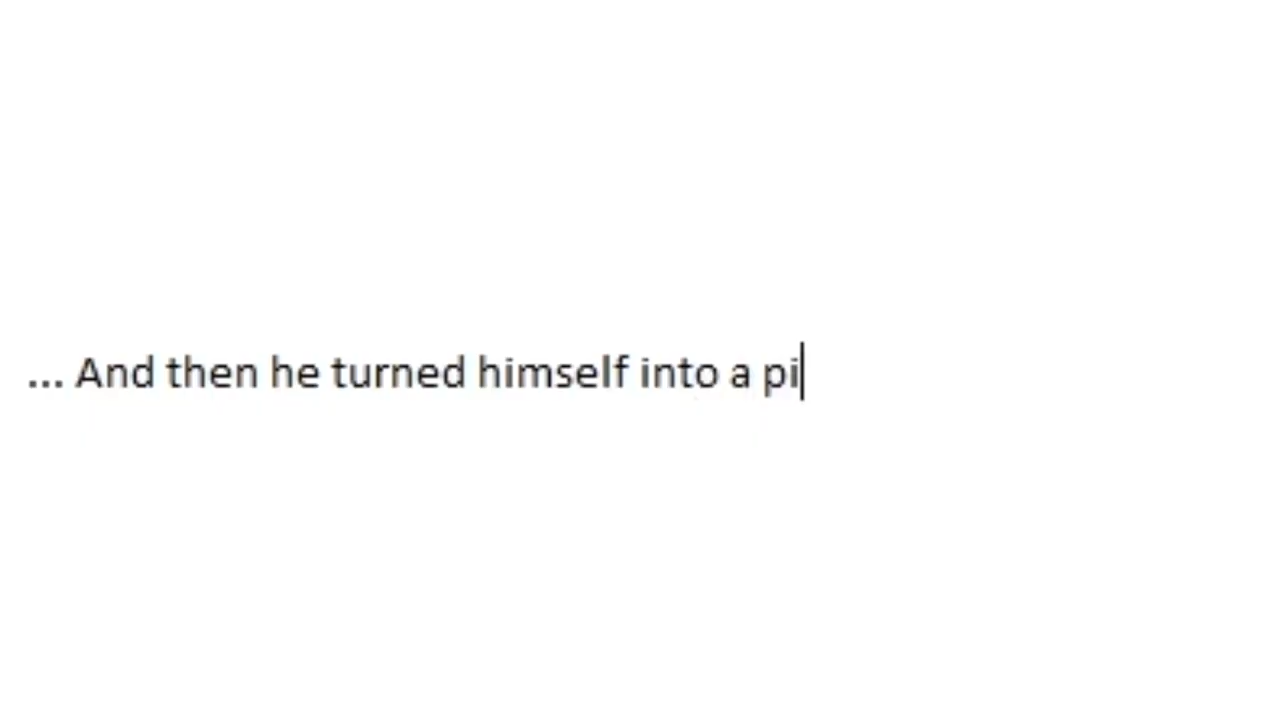 ... And then he turned himself into a pi